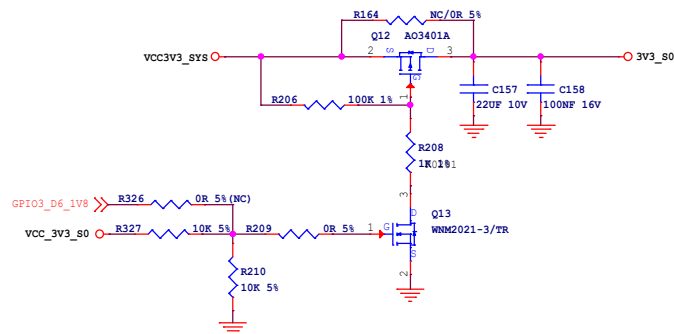 R164 NC/0R 5%
Q12 AO3401A
VCC3V3_SYS 2 S D 3 3V3_S0
G
1
C157 C158
22UF 10V 100NF 16V
R206 100K 1%
R208
1K 1%
R326 0R 5%(NC)
GPIO3_D6_1V8
3
D
Q13
VCC_3V3_S0 R327 10K 5% R209 0R 5% 1 G
WNM2021-3/TR
S
2
R210
10K 5%